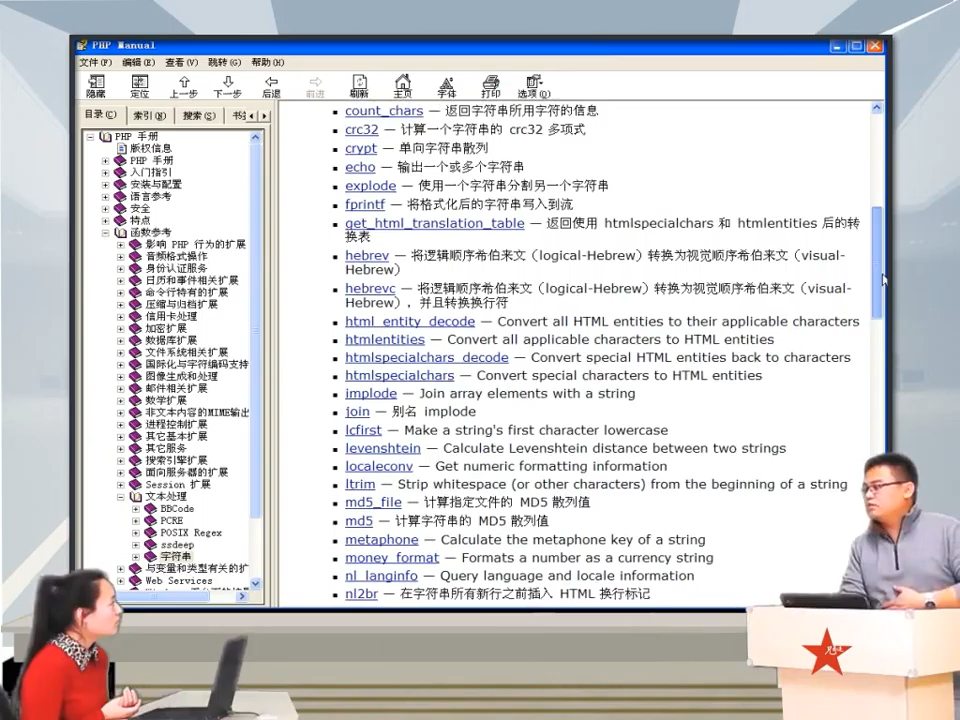 PHP Manual
文件(F) 编辑(E) 查看(V) 跳转(G) 帮助(H)
隐藏 定位 上一步 下一步 后退 前进 刷新 主页 字体 打印 选项(O)
目录(C) 索引(N) 搜索(S) 书签
PHP 手册
版权信息
PHP 手册
入门指引
安装与配置
语言参考
安全
特点
函数参考
影响 PHP 行为的扩展
音频格式操作
身份认证服务
日历和事件相关扩展
命令行特有的扩展
压缩与归档扩展
信用卡处理
加密扩展
数据库扩展
文件系统相关扩展
国际化与字符编码支持
图像生成和处理
邮件相关扩展
数学扩展
非文本内容的MIME输出
进程控制扩展
其它基本扩展
其它服务
搜索引擎扩展
面向服务器的扩展
Session 扩展
文本处理
BBCode
PCRE
POSIX Regex
ssdeep
字符串
与变量和类型有关的扩
Web Services
count_chars — 返回字符串所用字符的信息
crc32 — 计算一个字符串的 crc32 多项式
crypt — 单向字符串散列
echo — 输出一个或多个字符串
explode — 使用一个字符串分割另一个字符串
fprintf — 将格式化后的字符串写入到流
get_html_translation_table — 返回使用 htmlspecialchars 和 htmlentities 后的转
换表
hebrev — 将逻辑顺序希伯来文（logical-Hebrew）转换为视觉顺序希伯来文（visual-
Hebrew）
hebrevc — 将逻辑顺序希伯来文（logical-Hebrew）转换为视觉顺序希伯来文（visual-
Hebrew），并且转换换行符
html_entity_decode — Convert all HTML entities to their applicable characters
htmlentities — Convert all applicable characters to HTML entities
htmlspecialchars_decode — Convert special HTML entities back to characters
htmlspecialchars — Convert special characters to HTML entities
implode — Join array elements with a string
join — 别名 implode
lcfirst — Make a string's first character lowercase
levenshtein — Calculate Levenshtein distance between two strings
localeconv — Get numeric formatting information
ltrim — Strip whitespace (or other characters) from the beginning of a string
md5_file — 计算指定文件的 MD5 散列值
md5 — 计算字符串的 MD5 散列值
metaphone — Calculate the metaphone key of a string
money_format — Formats a number as a currency string
nl_langinfo — Query language and locale information
nl2br — 在字符串所有新行之前插入 HTML 换行标记